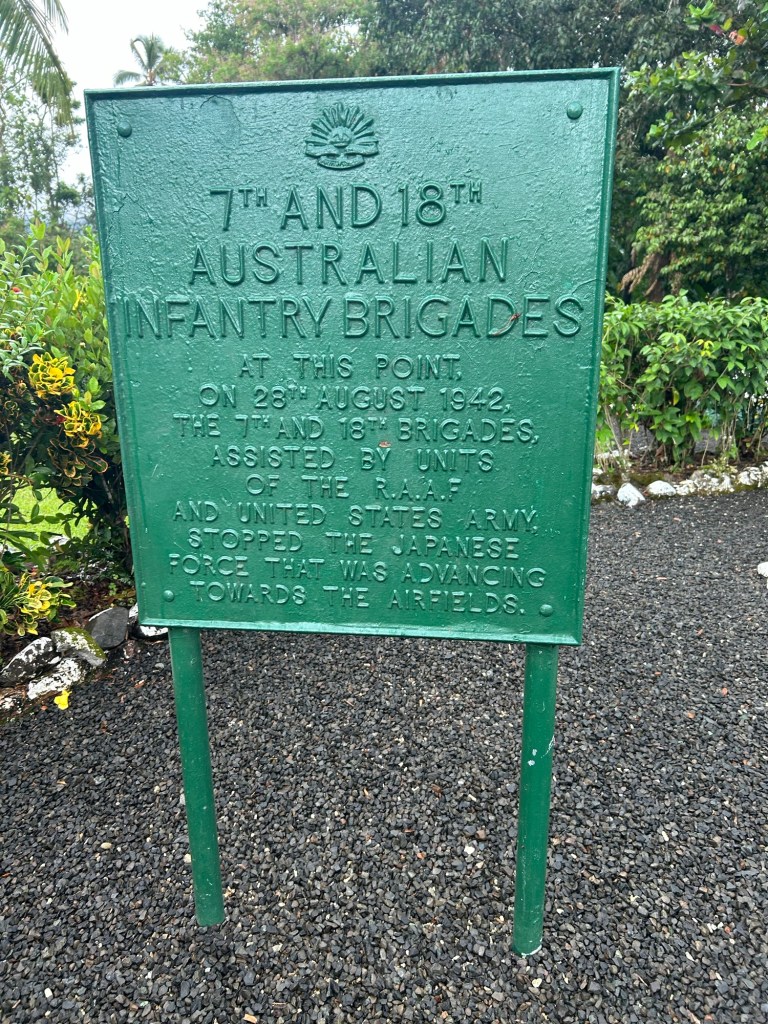 7TH AND 18TH
AUSTRALIAN
INFANTRY BRIGADES
AT THIS POINT,
ON 28TH AUGUST 1942,
THE 7TH AND 18TH BRIGADES,
ASSISTED BY UNITS
OF THE R.A.A.F
AND UNITED STATES ARMY,
STOPPED THE JAPANESE
FORCE THAT WAS ADVANCING
TOWARDS THE AIRFIELDS.